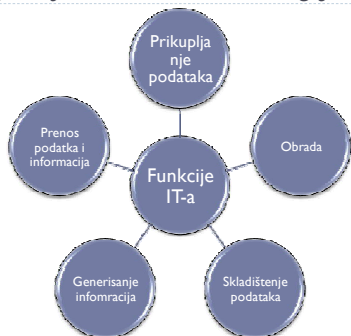 Prikuplja
nje
podataka
Prenos
podatka i
informacija
Obrada
Funkcije
IT-a
Generisanje
infomracija
Skladištenje
podataka